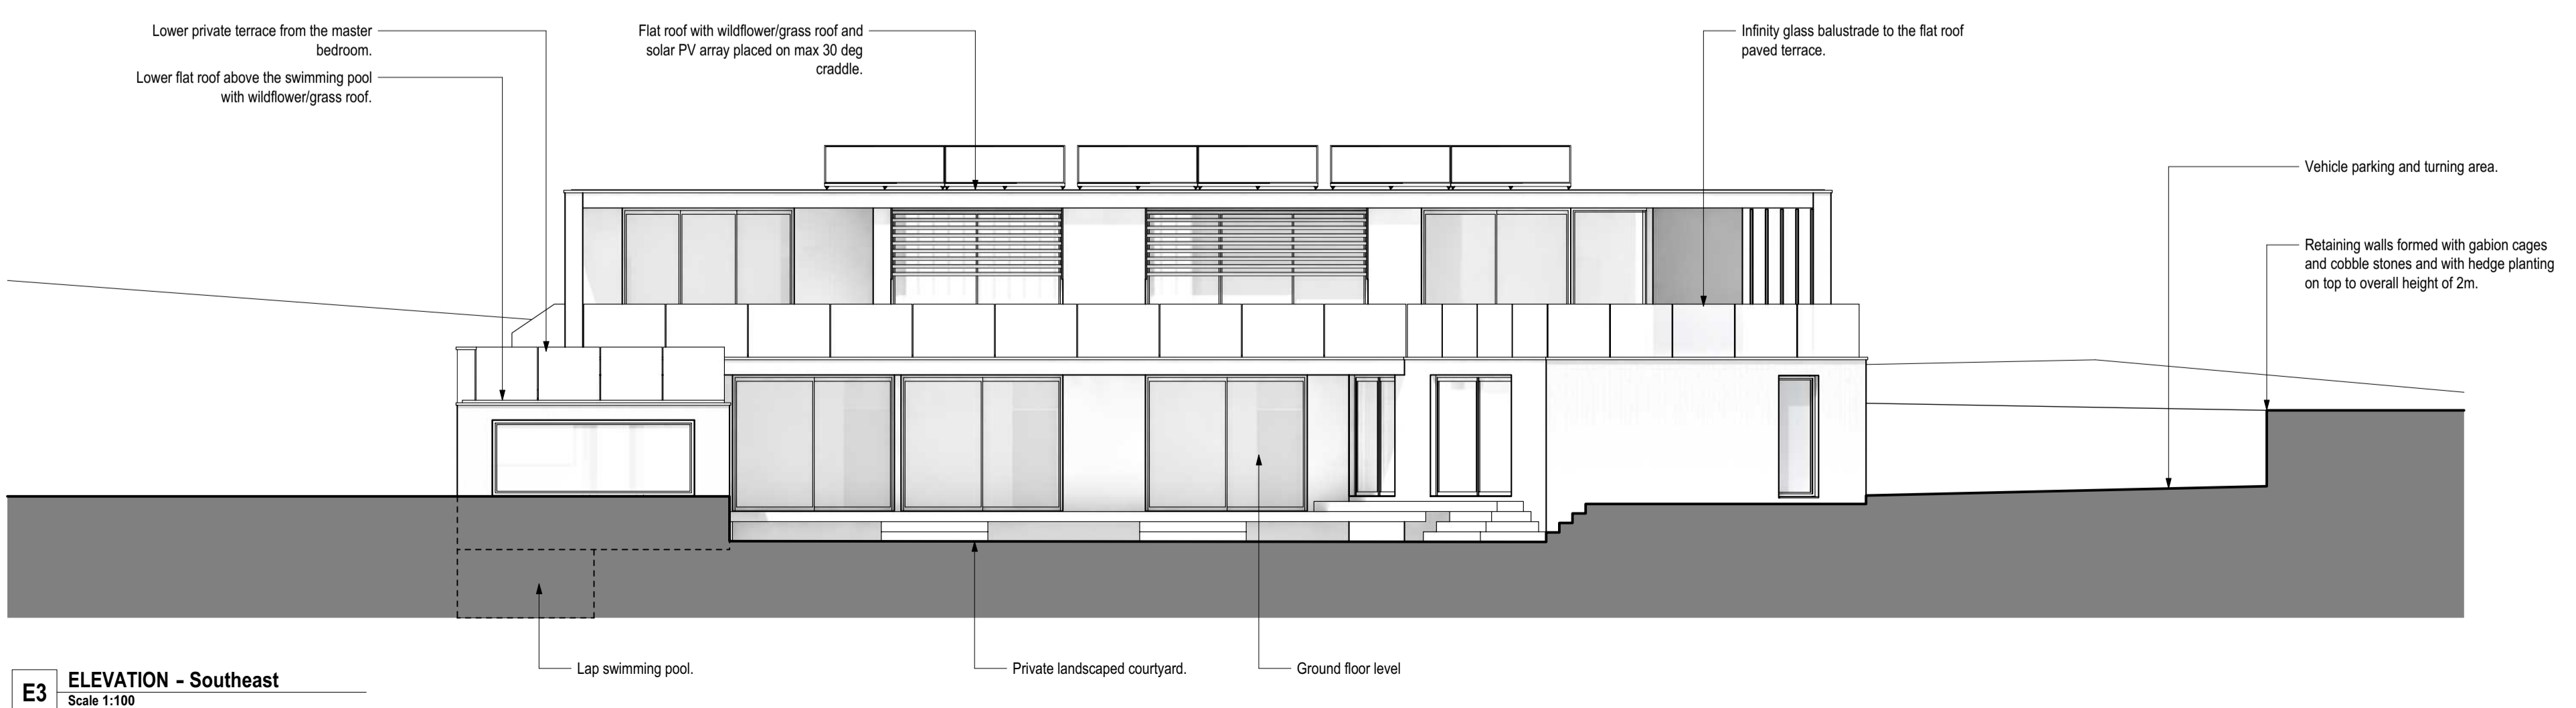 Lower private terrace from the master
bedroom.
Lower flat roof above the swimming pool
with wildflower/grass roof.
Flat roof with wildflower/grass roof and
solar PV array placed on max 30 deg
craddle.
Infinity glass balustrade to the flat roof
paved terrace.
Vehicle parking and turning area.
Retaining walls formed with gabion cages
and cobble stones and with hedge planting
on top to overall height of 2m.
Lap swimming pool.
Private landscaped courtyard.
Ground floor level
E3
ELEVATION - Southeast
Scale 1:100